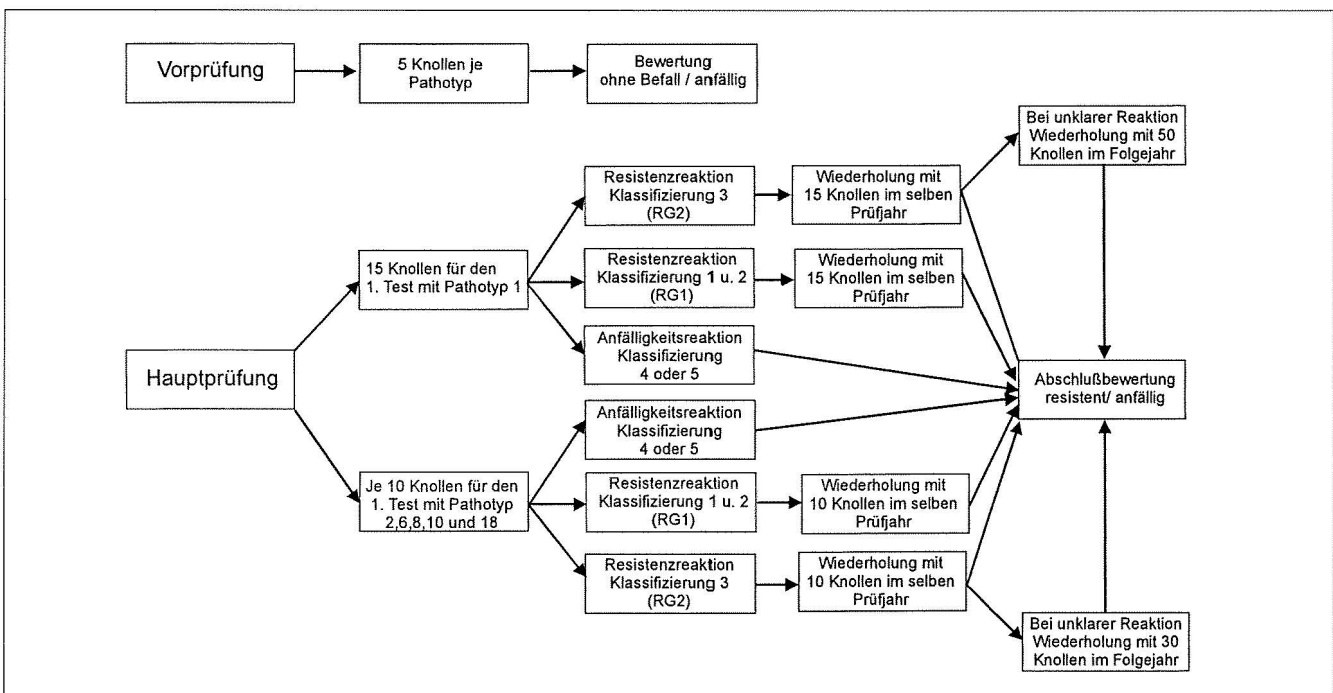 Vorprüfung
5 Knollen je
Pathotyp
Bewertung
ohne Befall / anfällig
Bei unklarer Reaktion
Wiederholung mit 50
Knollen im Folgejahr
Resistenzreaktion
Klassifizierung 3
(RG2)
Wiederholung mit
15 Knollen im selben
Prüfjahr
15 Knollen für den
1. Test mit Pathotyp 1
Resistenzreaktion
Klassifizierung 1 u. 2
(RG1)
Wiederholung mit
15 Knollen im selben
Prüfjahr
Anfälligkeitsreaktion
Klassifizierung
4 oder 5
Hauptprüfung
Abschlußbewertung
resistent/ anfällig
Anfälligkeitsreaktion
Klassifizierung
4 oder 5
Je 10 Knollen für den
1. Test mit Pathotyp
2,6,8,10 und 18
Resistenzreaktion
Klassifizierung 1 u. 2
(RG1)
Wiederholung mit
10 Knollen im selben
Prüfjahr
Resistenzreaktion
Klassifizierung 3
(RG2)
Wiederholung mit
10 Knollen im selben
Prüfjahr
Bei unklarer Reaktion
Wiederholung mit 30
Knollen im Folgejahr